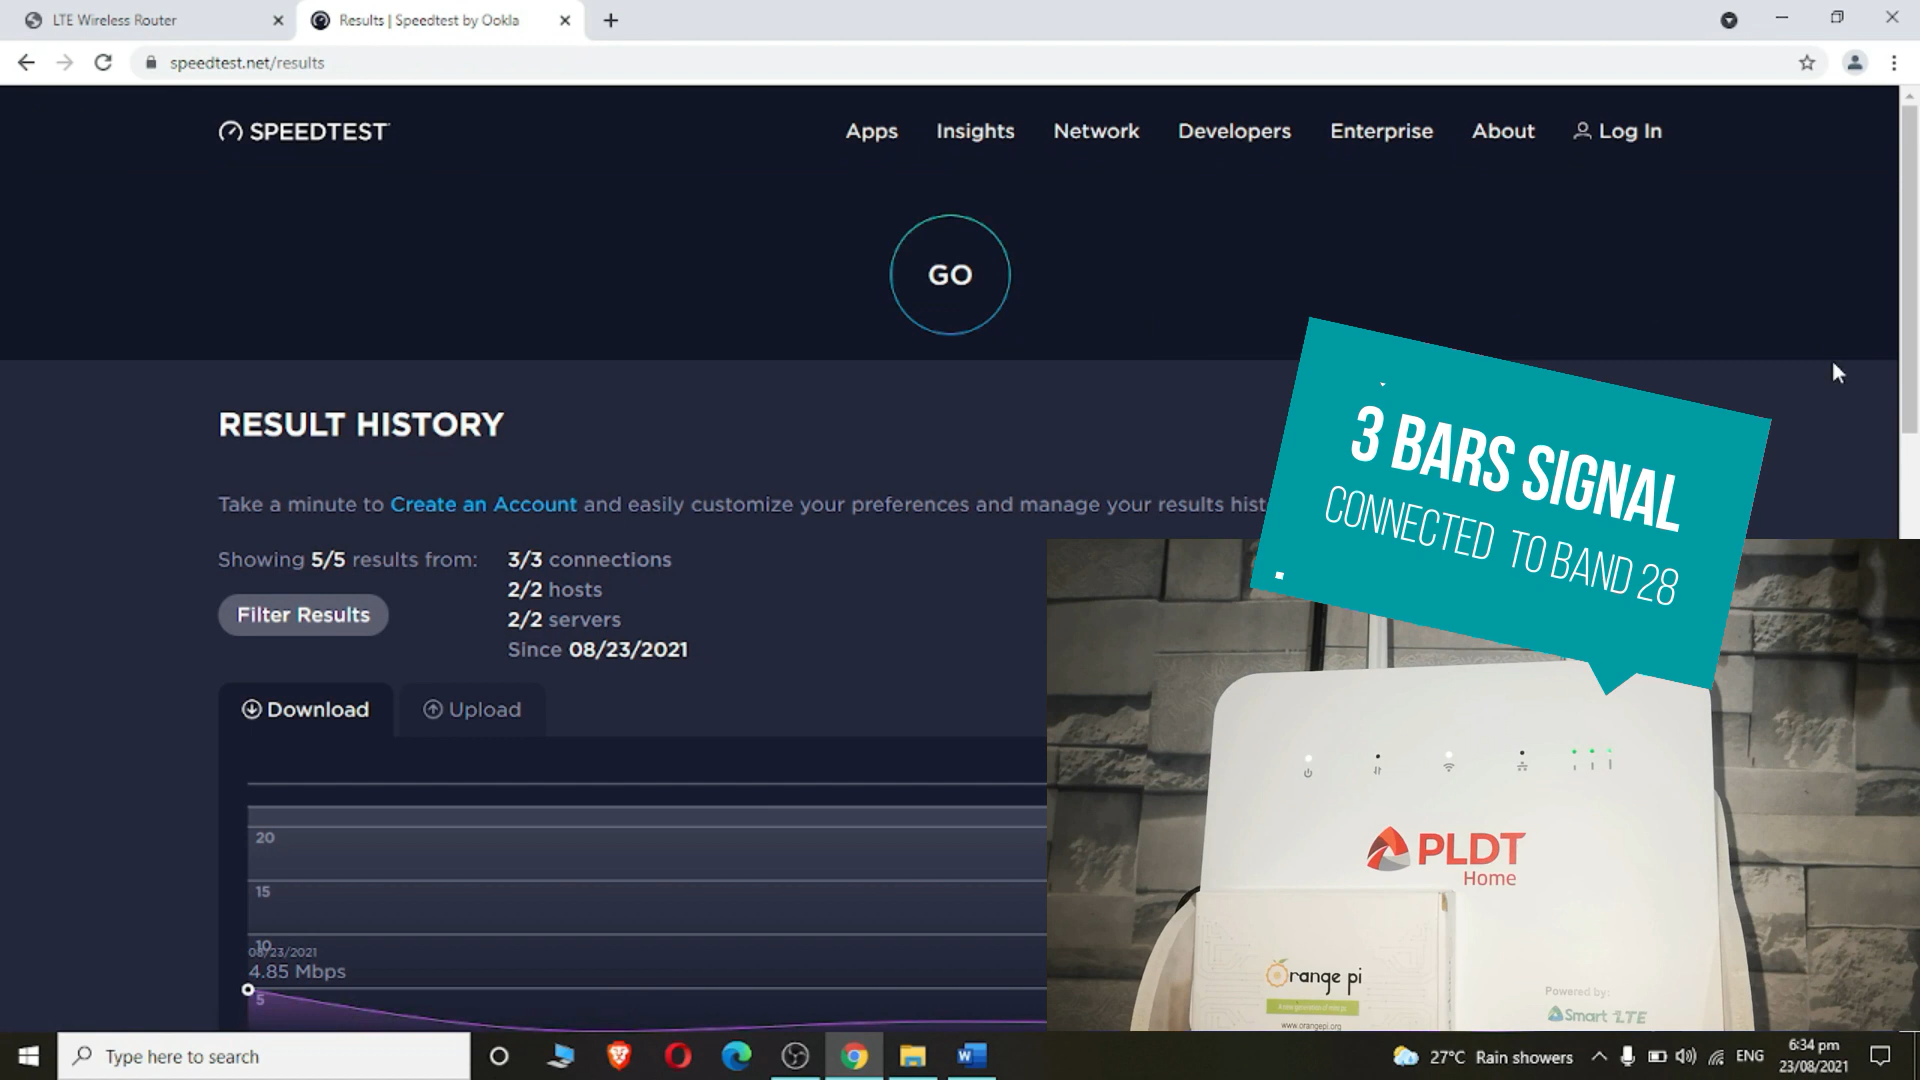 LTE Wireless Router
Results | Speedtest by Ookla
speedtest.net/results
SPEEDTEST
Apps
Insights
Network
Developers
Enterprise
About
Log In
GO
RESULT HISTORY
Take a minute to Create an Account and easily customize your preferences and manage your results hist
Showing 5/5 results from:
3/3 connections
2/2 hosts
2/2 servers
Since 08/23/2021
Filter Results
Download
Upload
20
15
10
08/23/2021
4.85 Mbps
5
3 BARS SIGNAL
CONNECTED TO BAND 28
PLDT
Home
Orange pi
www.orangepi.org
Powered by:
Smart LTE
Type here to search
27°C Rain showers
ENG
6:34 pm
23/08/2021